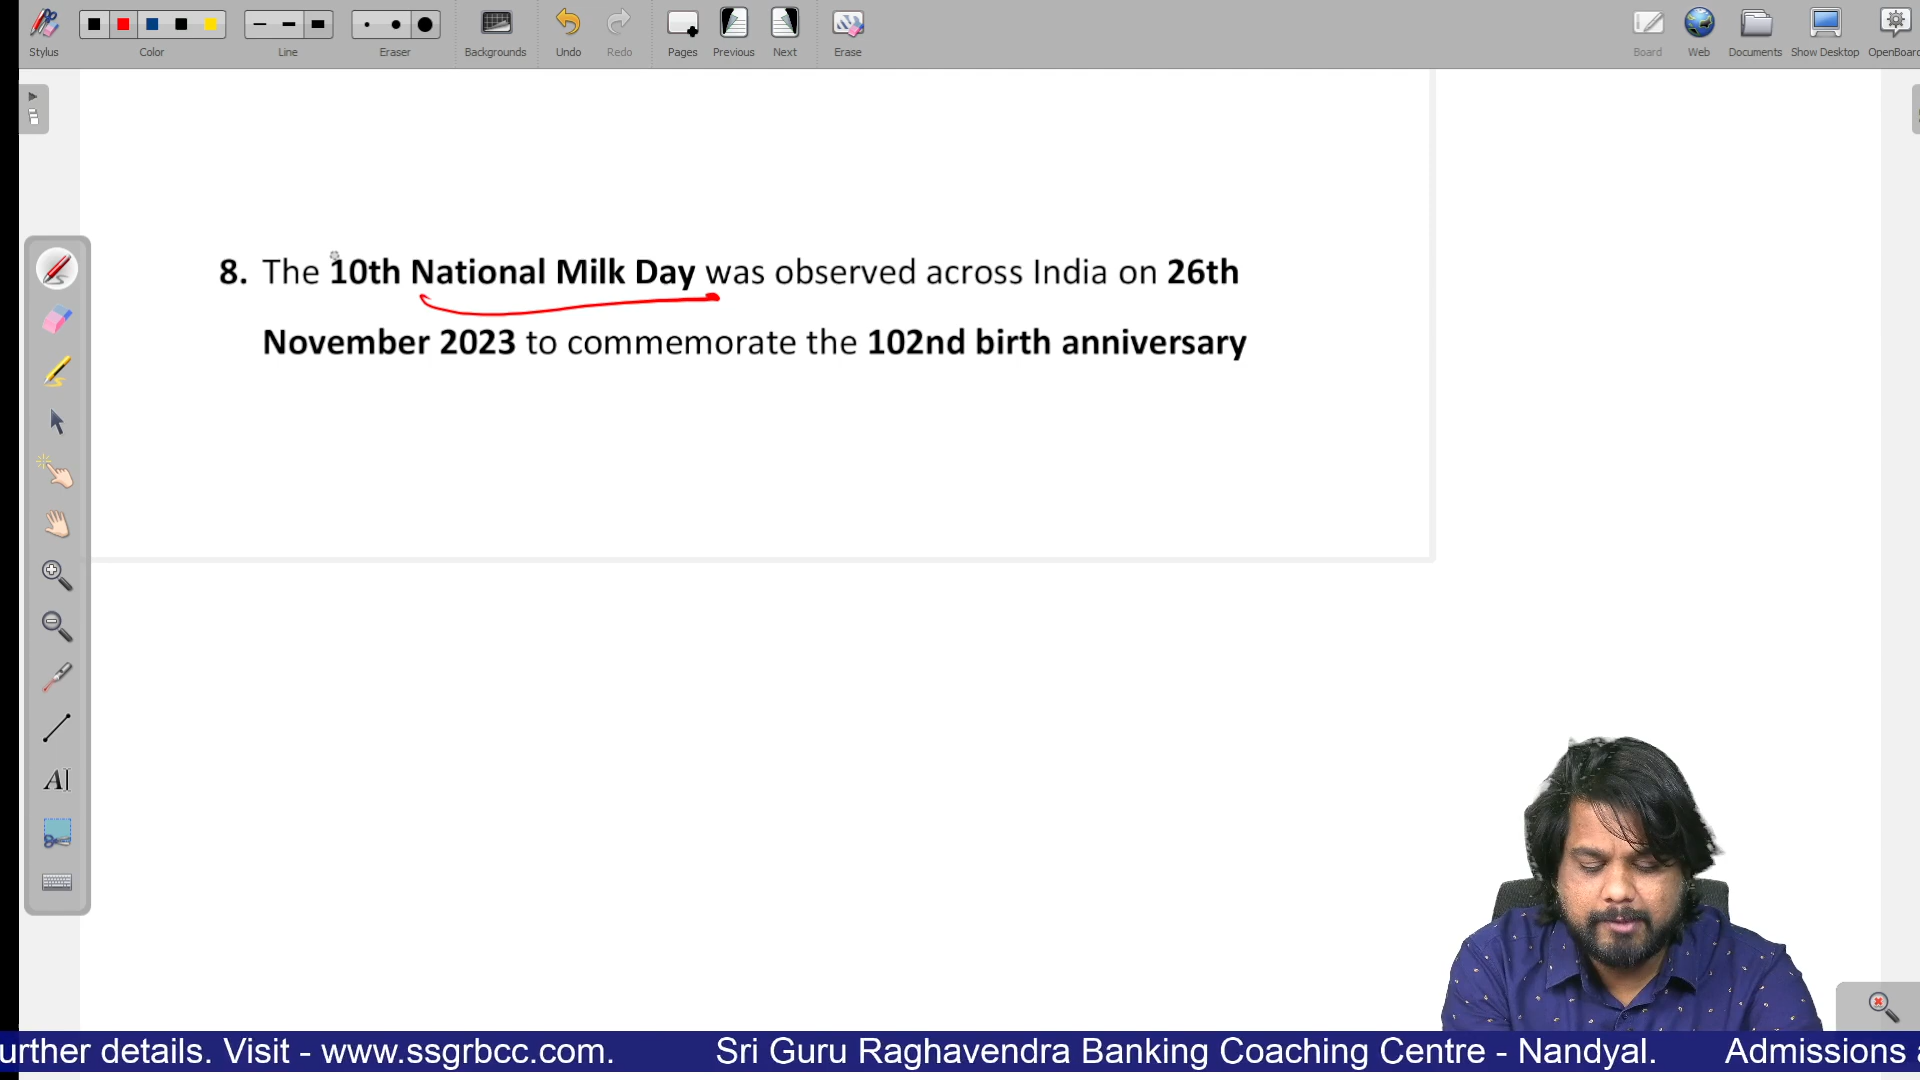 Stylus Color Line Eraser Backgrounds Undo Redo Pages Previous Next Erase Board Web Documents Show Desktop OpenBoard
8. The 10th National Milk Day was observed across India on 26th
November 2023 to commemorate the 102nd birth anniversary
urther details. Visit - www.ssgrbcc.com. Sri Guru Raghavendra Banking Coaching Centre - Nandyal. Admissions